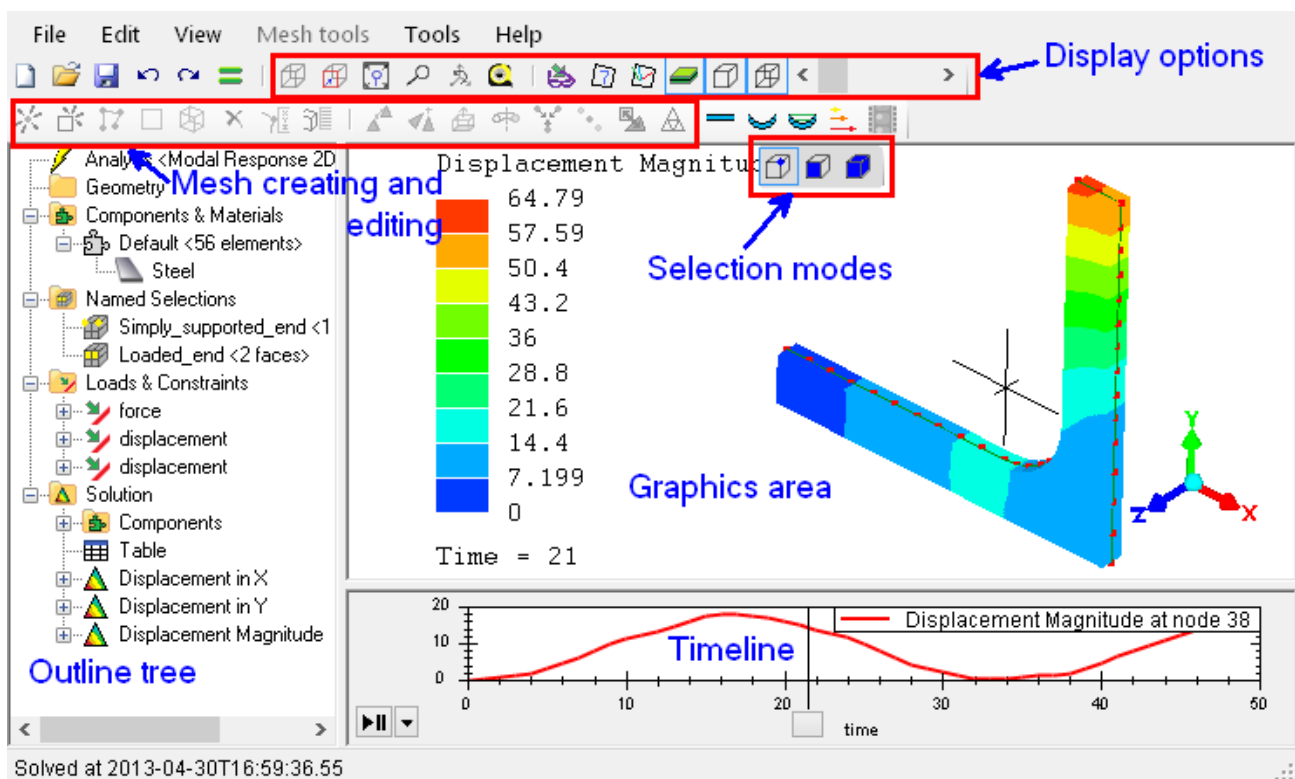 File Edit View Mesh tools Tools Help
Display options
Analysis <Modal Response 2D
Geometry
Mesh creating and
editing
Components & Materials
Default <56 elements>
Steel
Named Selections
Simply_supported_end <1
Loaded_end <2 faces>
Loads & Constraints
force
displacement
displacement
Solution
Components
Table
Displacement in X
Displacement in Y
Displacement Magnitude
Outline tree
Displacement Magnitud
64.79
57.59
50.4
43.2
36
28.8
21.6
14.4
7.199
0
Time = 21
Selection modes
Graphics area
Y
Z
X
20
10
0
Displacement Magnitude at node 38
Timeline
0 10 20 30 40 50
time
Solved at 2013-04-30T16:59:36.55